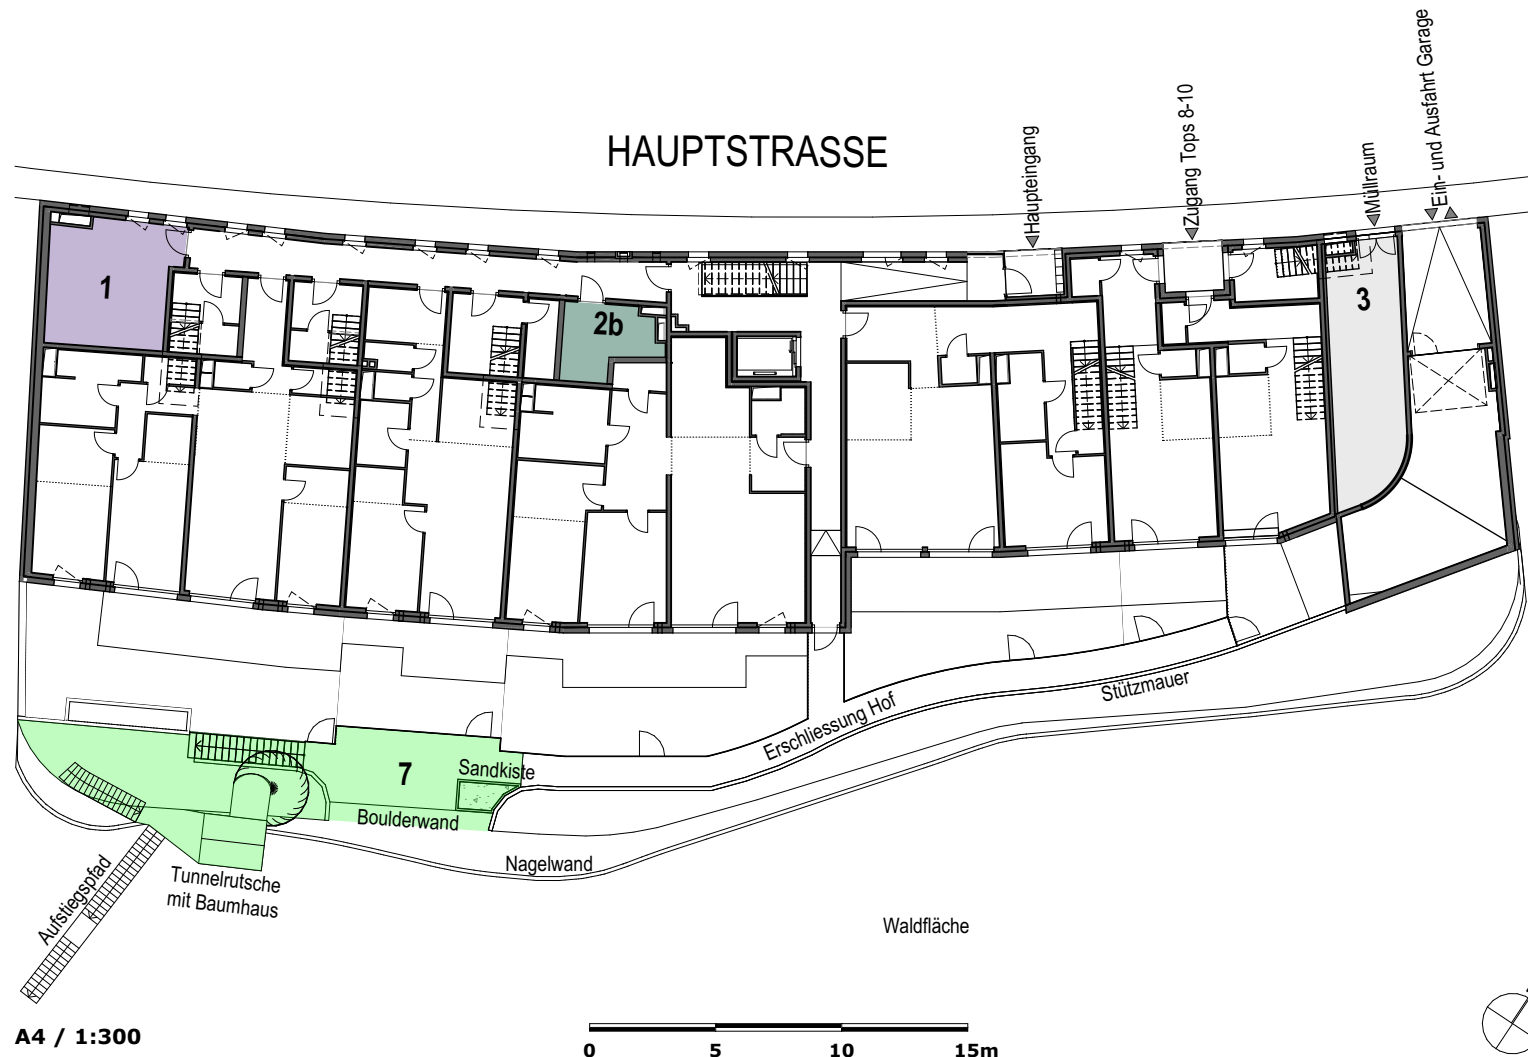 HAUPTSTRASSE
Haupteingang
Zugang Tops 8-10
Müllraum
Ein- und Ausfahrt Garage
1
2b
3
7
Sandkiste
Boulderwand
Erschliessung Hof
Stützmauer
Nagelwand
Tunnelrutsche
mit Baumhaus
Aufstiegspfad
Waldfläche
A4 / 1:300
0 5 10 15m